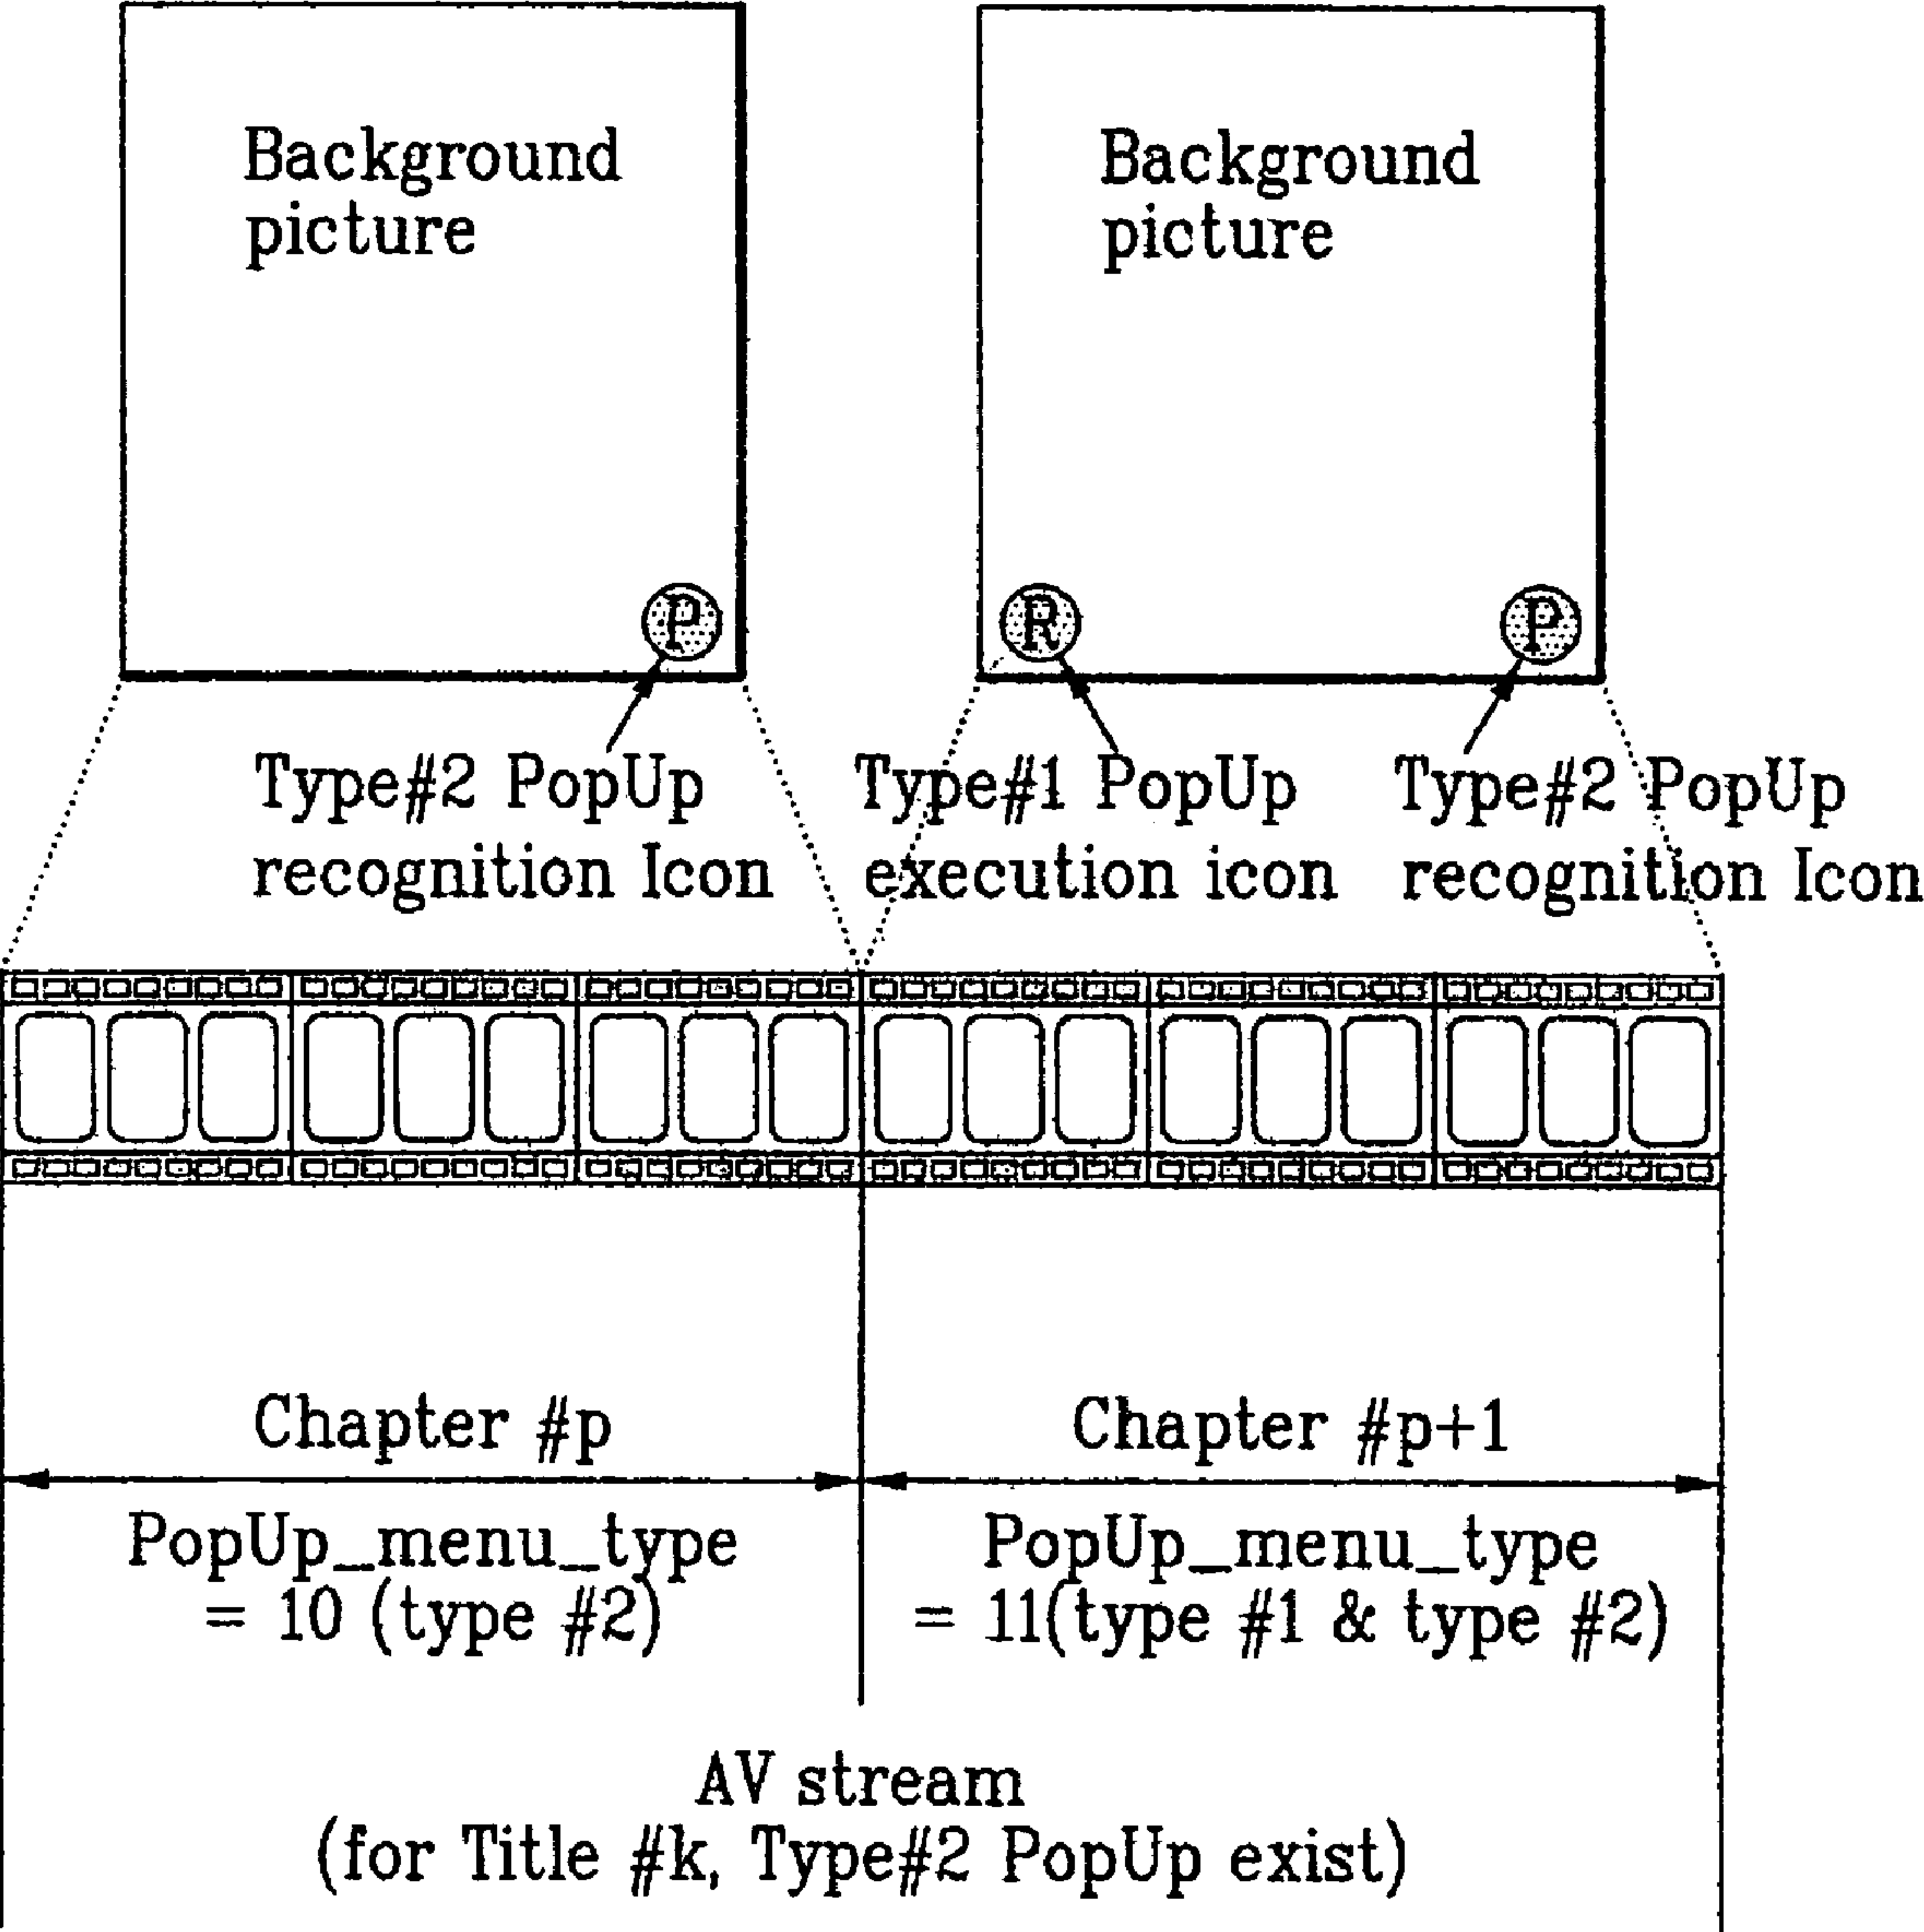 Background
picture
P
Type#2 PopUp
recognition Icon
Background
picture
R
P
Type#1 PopUp
execution icon
Type#2 PopUp
recognition Icon
Chapter #p
PopUp_menu_type
= 10 (type #2)
Chapter #p+1
PopUp_menu_type
= 11(type #1 & type #2)
AV stream
(for Title #k, Type#2 PopUp exist)